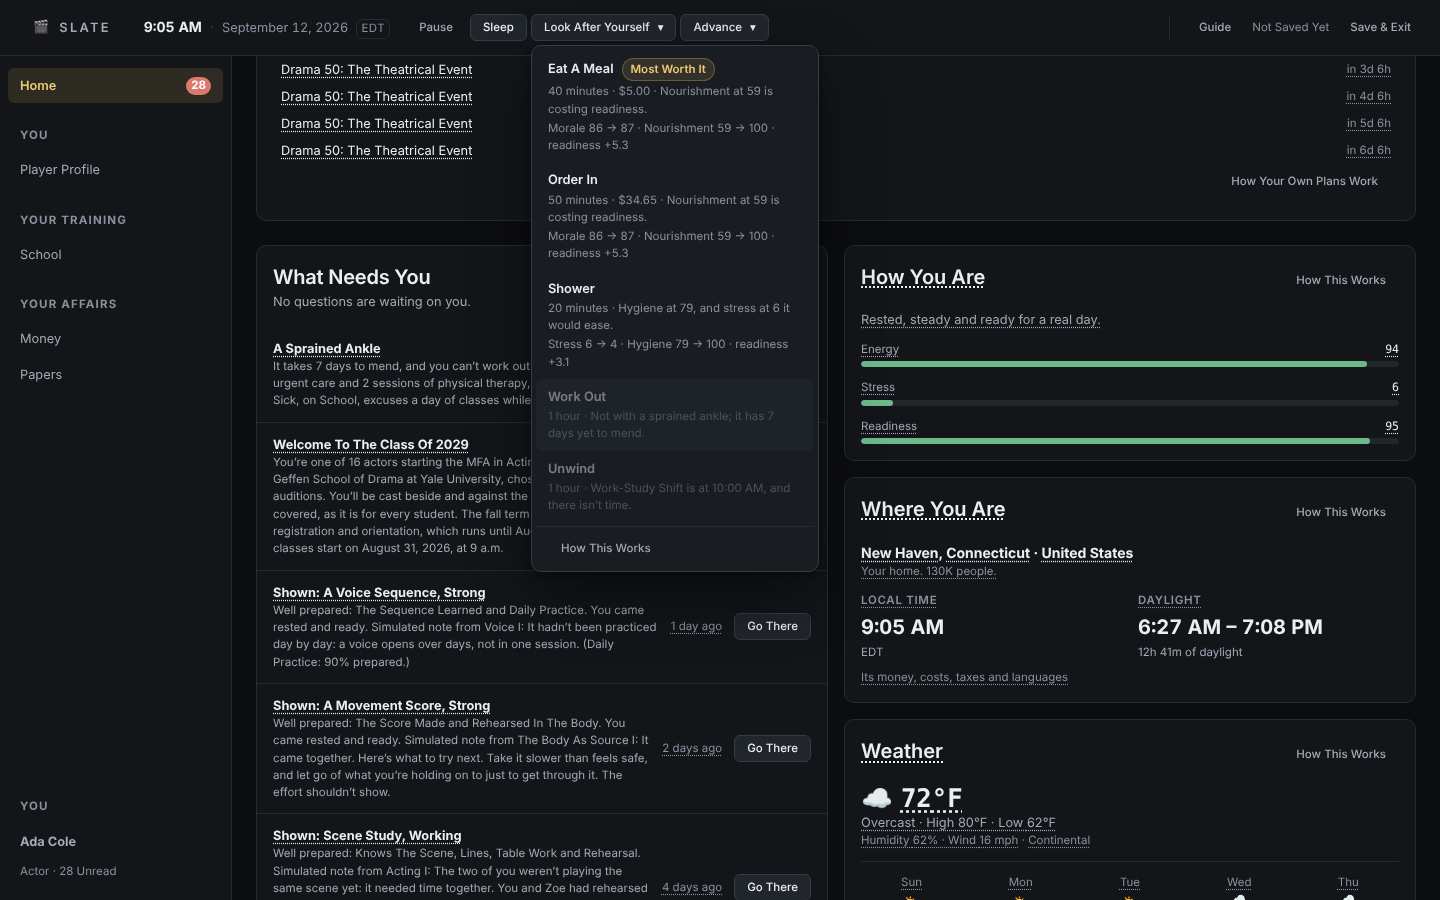 SLATE
9:05 AM · September 12, 2026 EDT
Pause
Sleep
Look After Yourself ▾
Advance ▾
Guide
Not Saved Yet
Save & Exit
Home 28
YOU
Player Profile
YOUR TRAINING
School
YOUR AFFAIRS
Money
Papers
YOU
Ada Cole
Actor · 28 Unread
Drama 50: The Theatrical Event in 3d 6h
Drama 50: The Theatrical Event in 4d 6h
Drama 50: The Theatrical Event in 5d 6h
Drama 50: The Theatrical Event in 6d 6h
How Your Own Plans Work
Eat A Meal Most Worth It
40 minutes · $5.00 · Nourishment at 59 is
costing readiness.
Morale 86 → 87 · Nourishment 59 → 100 ·
readiness +5.3
Order In
50 minutes · $34.65 · Nourishment at 59 is
costing readiness.
Morale 86 → 87 · Nourishment 59 → 100 ·
readiness +5.3
Shower
20 minutes · Hygiene at 79, and stress at 6 it
would ease.
Stress 6 → 4 · Hygiene 79 → 100 · readiness
+3.1
Work Out
1 hour · Not with a sprained ankle; it has 7
days yet to mend.
Unwind
1 hour · Work-Study Shift is at 10:00 AM, and
there isn't time.
How This Works
What Needs You
No questions are waiting on you.
A Sprained Ankle
It takes 7 days to mend, and you can't work out
urgent care and 2 sessions of physical therapy,
Sick, on School, excuses a day of classes while
Welcome To The Class Of 2029
You're one of 16 actors starting the MFA in Actin
Geffen School of Drama at Yale University, chos
auditions. You'll be cast beside and against the
covered, as it is for every student. The fall term
registration and orientation, which runs until Au
classes start on August 31, 2026, at 9 a.m.
Shown: A Voice Sequence, Strong
Well prepared: The Sequence Learned and Daily Practice. You came
rested and ready. Simulated note from Voice I: It hadn't been practiced
day by day: a voice opens over days, not in one session. (Daily
Practice: 90% prepared.)
1 day ago
Go There
Shown: A Movement Score, Strong
Well prepared: The Score Made and Rehearsed In The Body. You
came rested and ready. Simulated note from The Body As Source I: It
came together. Here's what to try next. Take it slower than feels safe,
and let go of what you're holding on to just to get through it. The
effort shouldn't show.
2 days ago
Go There
Shown: Scene Study, Working
Well prepared: Knows The Scene, Lines, Table Work and Rehearsal.
Simulated note from Acting I: The two of you weren't playing the
same scene yet: it needed time together. You and Zoe had rehearsed
4 days ago
Go There
How You Are
How This Works
Rested, steady and ready for a real day.
Energy 94
Stress 6
Readiness 95
Where You Are
How This Works
New Haven, Connecticut · United States
Your home. 130K people.
LOCAL TIME
9:05 AM
EDT
DAYLIGHT
6:27 AM – 7:08 PM
12h 41m of daylight
Its money, costs, taxes and languages
Weather
How This Works
72°F
Overcast · High 80°F · Low 62°F
Humidity 62% · Wind 16 mph · Continental
Sun Mon Tue Wed Thu